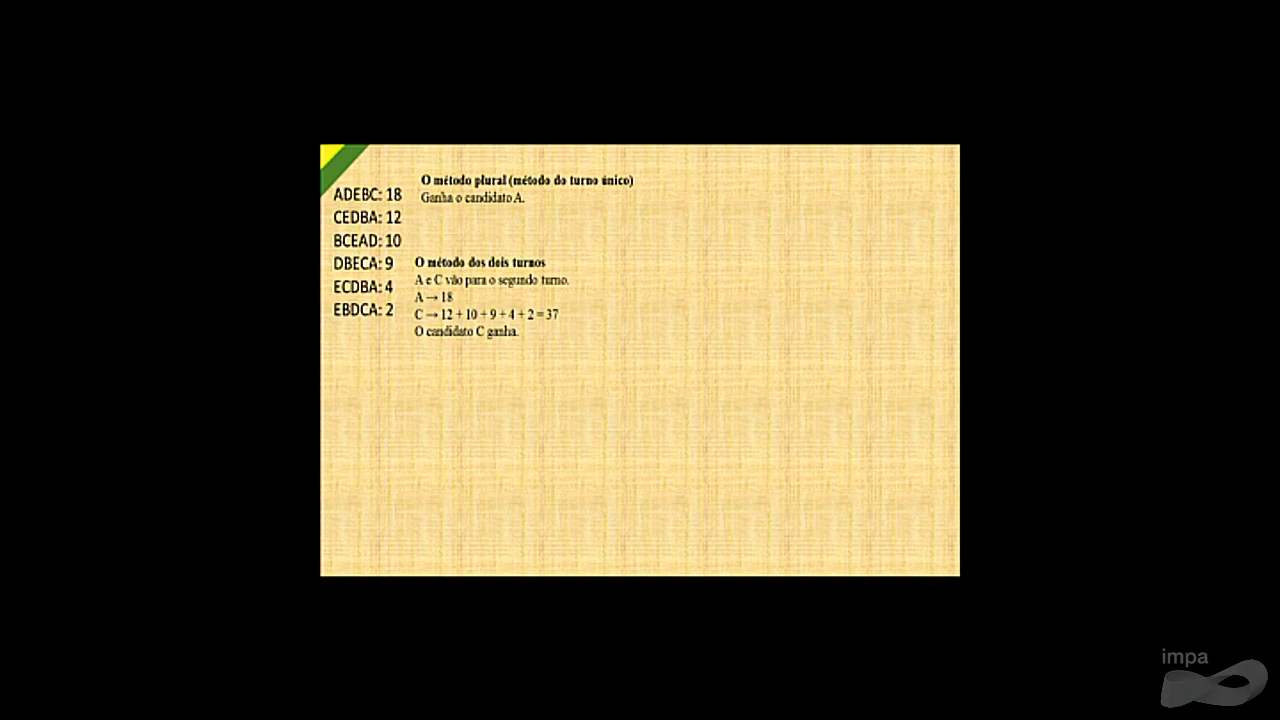 ADEBC: 18
CEDBA: 12
BCEAD: 10
DBECA: 9
ECDBA: 4
EBDCA: 2
O método plural (método do turno único)
Ganha o candidato A.
O método dos dois turnos
A e C vão para o segundo turno.
A → 18
C → 12 + 10 + 9 + 4 + 2 = 37
O candidato C ganha.
impa